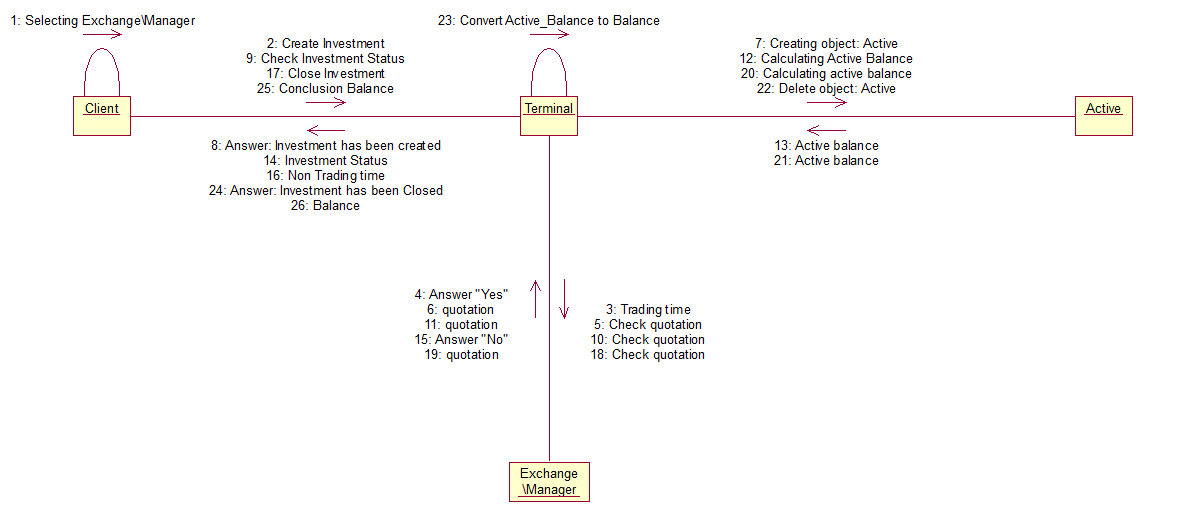 1: Selecting Exchange\Manager
23: Convert Active_Balance to Balance
2: Create Investment
9: Check Investment Status
17: Close Investment
25: Conclusion Balance
7: Creating object: Active
12: Calculating Active Balance
20: Calculating active balance
22: Delete object: Active
Client
Terminal
Active
8: Answer: Investment has been created
14: Investment Status
16: Non Trading time
24: Answer: Investment has been Closed
26: Balance
13: Active balance
21: Active balance
4: Answer "Yes"
6: quotation
11: quotation
15: Answer "No"
19: quotation
3: Trading time
5: Check quotation
10: Check quotation
18: Check quotation
Exchange
\Manager